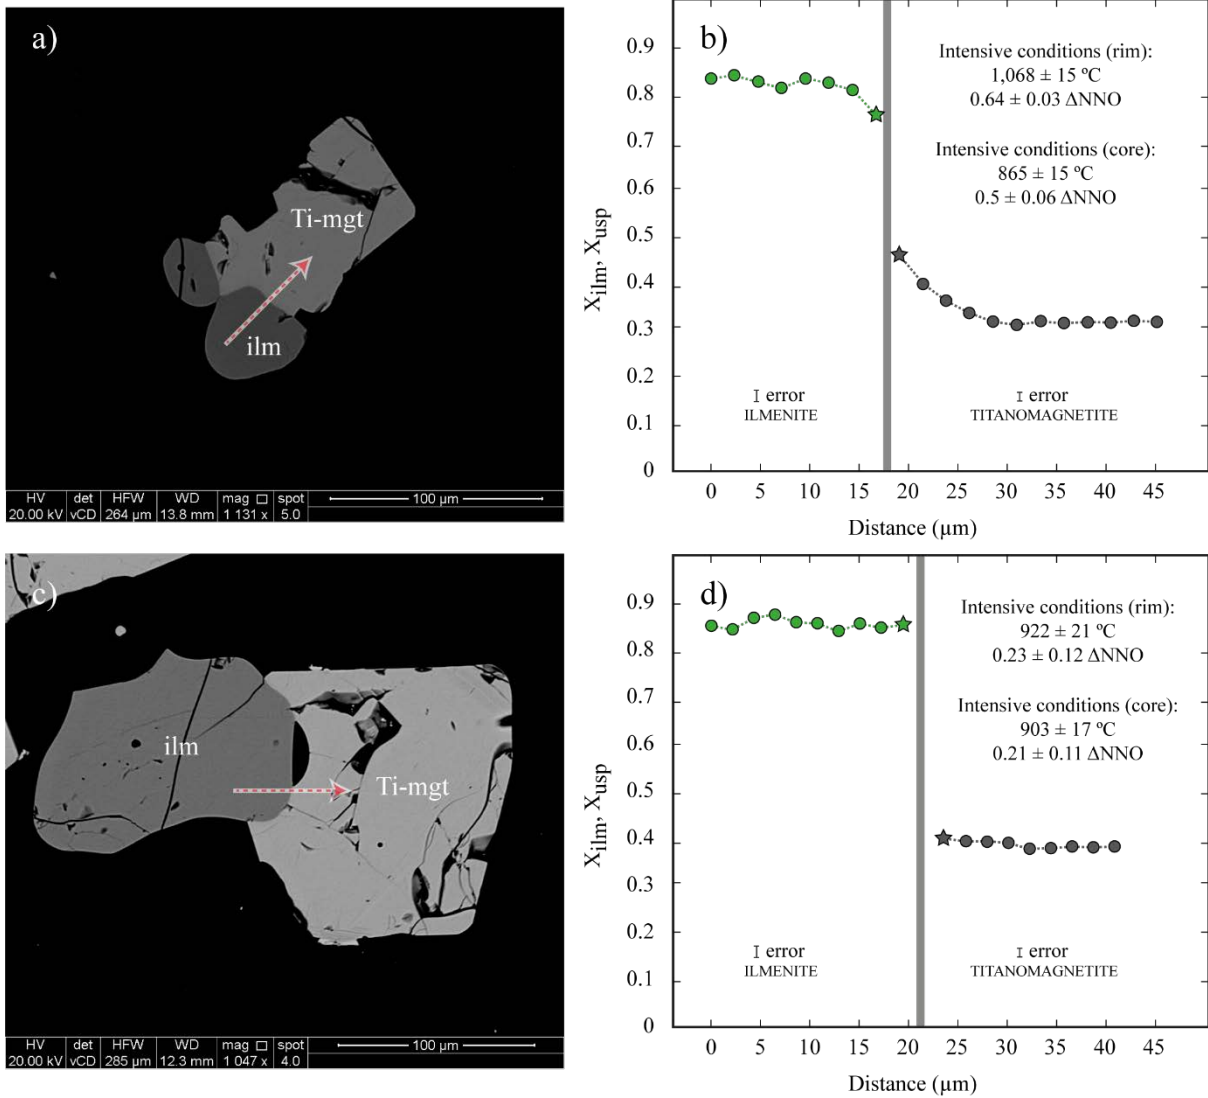 a)
Ti-mgt
ilm
HV det HFW WD mag □ spot
20.00 kV vCD 264 µm 13.8 mm 1 131 x 5.0
100 µm
b)
Intensive conditions (rim):
1,068 ± 15 ºC
0.64 ± 0.03 ΔNNO
Intensive conditions (core):
865 ± 15 ºC
0.5 ± 0.06 ΔNNO
X_ilm, X_usp
0.9
0.8
0.7
0.6
0.5
0.4
0.3
0.2
0.1
0
error
ILMENITE
error
TITANOMAGNETITE
0 5 10 15 20 25 30 35 40 45
Distance (µm)
c)
ilm
Ti-mgt
HV det HFW WD mag □ spot
20.00 kV vCD 285 µm 12.3 mm 1 047 x 4.0
100 µm
d)
Intensive conditions (rim):
922 ± 21 ºC
0.23 ± 0.12 ΔNNO
Intensive conditions (core):
903 ± 17 ºC
0.21 ± 0.11 ΔNNO
X_ilm, X_usp
0.9
0.8
0.7
0.6
0.5
0.4
0.3
0.2
0.1
0
error
ILMENITE
error
TITANOMAGNETITE
0 5 10 15 20 25 30 35 40 45
Distance (µm)